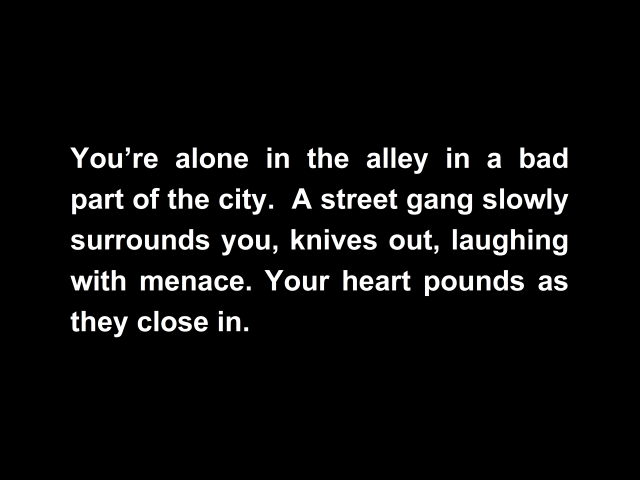 You’re alone in the alley in a bad
part of the city.  A street gang slowly
surrounds you, knives out, laughing
with menace. Your heart pounds as
they close in.